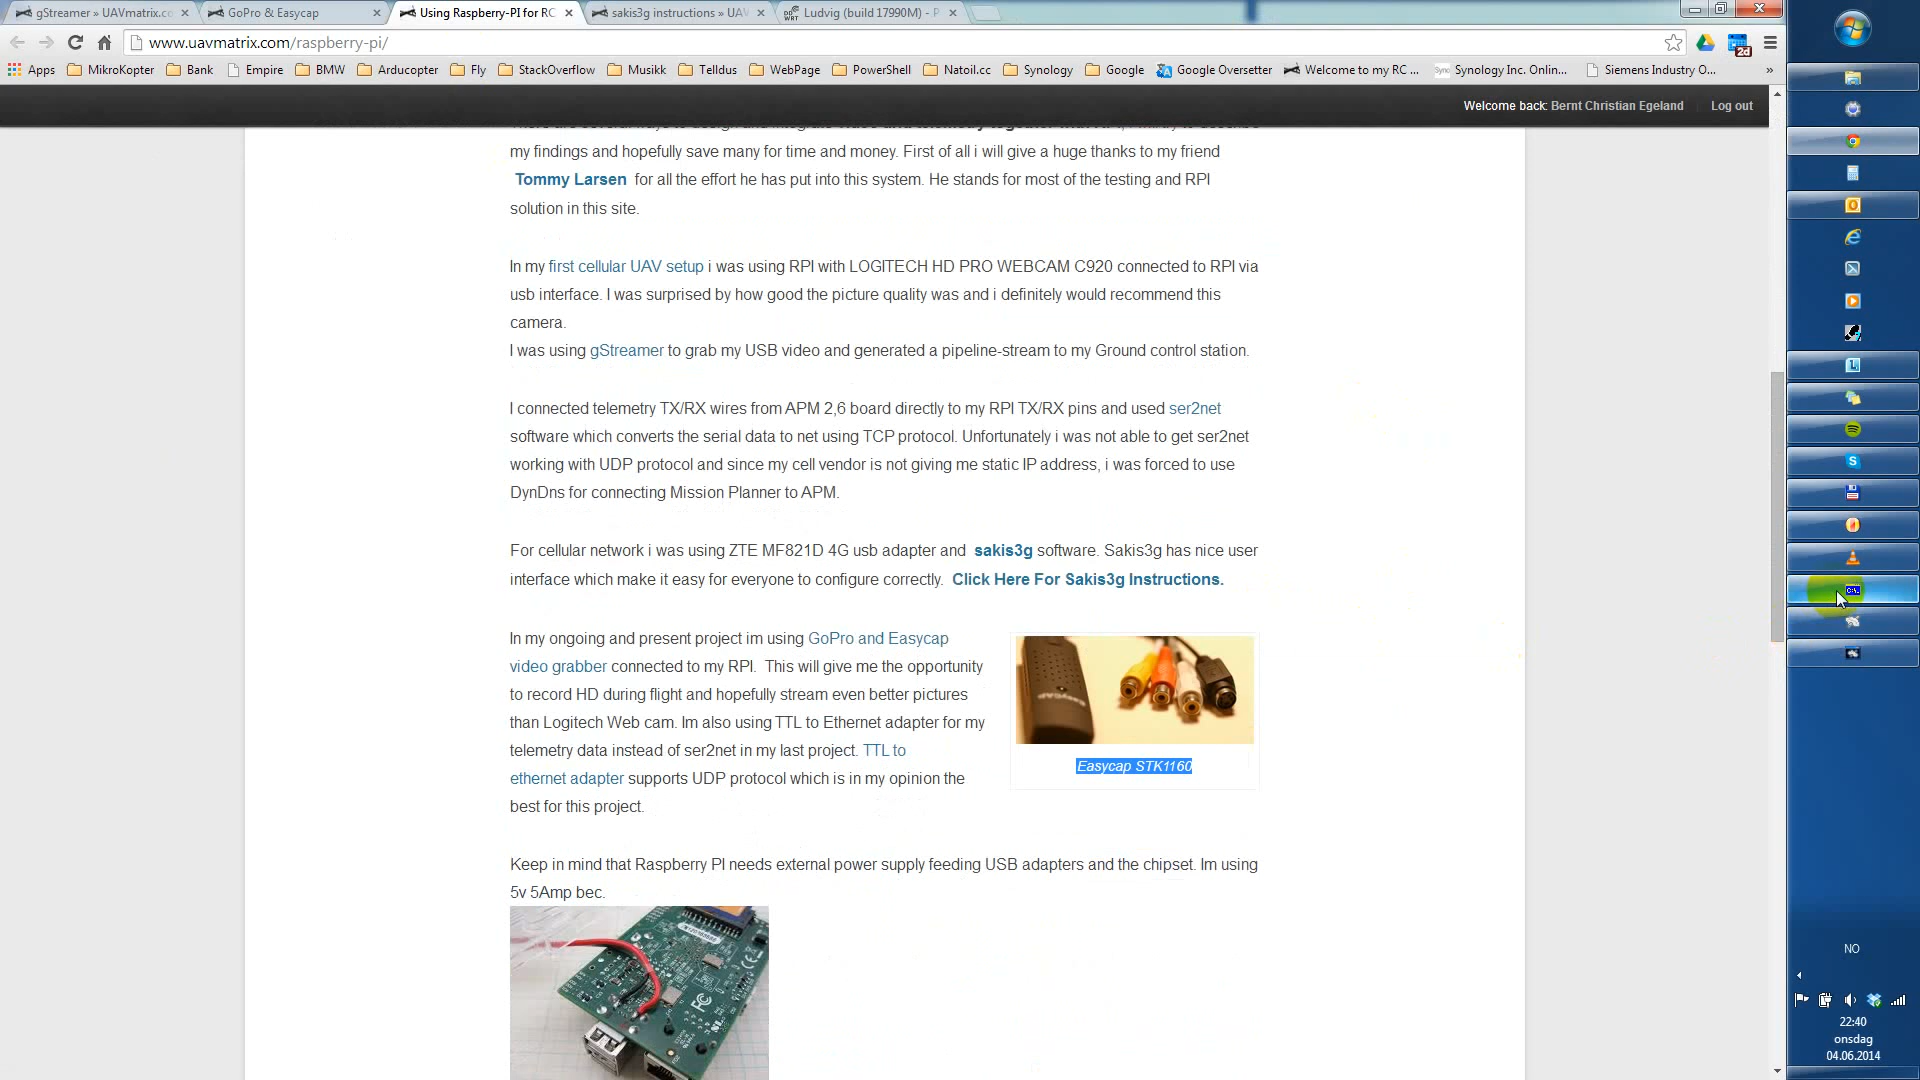 gStreamer » UAVmatrix.co
GoPro & Easycap
Using Raspberry-PI for RC
sakis3g instructions » UAV
Ludvig (build 17990M) - P
www.uavmatrix.com/raspberry-pi/
Apps
MikroKopter
Bank
Empire
BMW
Arducopter
Fly
StackOverflow
Musikk
Telldus
WebPage
PowerShell
Natoil.cc
Synology
Google
Google Oversetter
Welcome to my RC ...
Synology Inc. Onlin...
Siemens Industry O...
»
Welcome back: Bernt Christian Egeland
Log out
my findings and hopefully save many for time and money. First of all i will give a huge thanks to my friend
Tommy Larsen for all the effort he has put into this system. He stands for most of the testing and RPI
solution in this site.
In my first cellular UAV setup i was using RPI with LOGITECH HD PRO WEBCAM C920 connected to RPI via
usb interface. I was surprised by how good the picture quality was and i definitely would recommend this
camera.
I was using gStreamer to grab my USB video and generated a pipeline-stream to my Ground control station.
I connected telemetry TX/RX wires from APM 2,6 board directly to my RPI TX/RX pins and used ser2net
software which converts the serial data to net using TCP protocol. Unfortunately i was not able to get ser2net
working with UDP protocol and since my cell vendor is not giving me static IP address, i was forced to use
DynDns for connecting Mission Planner to APM.
For cellular network i was using ZTE MF821D 4G usb adapter and sakis3g software. Sakis3g has nice user
interface which make it easy for everyone to configure correctly. Click Here For Sakis3g Instructions.
In my ongoing and present project im using GoPro and Easycap
video grabber connected to my RPI. This will give me the opportunity
to record HD during flight and hopefully stream even better pictures
than Logitech Web cam. Im also using TTL to Ethernet adapter for my
telemetry data instead of ser2net in my last project. TTL to
ethernet adapter supports UDP protocol which is in my opinion the
best for this project.
Easycap STK1160
Keep in mind that Raspberry PI needs external power supply feeding USB adapters and the chipset. Im using
5v 5Amp bec.
NO
22:40
onsdag
04.06.2014